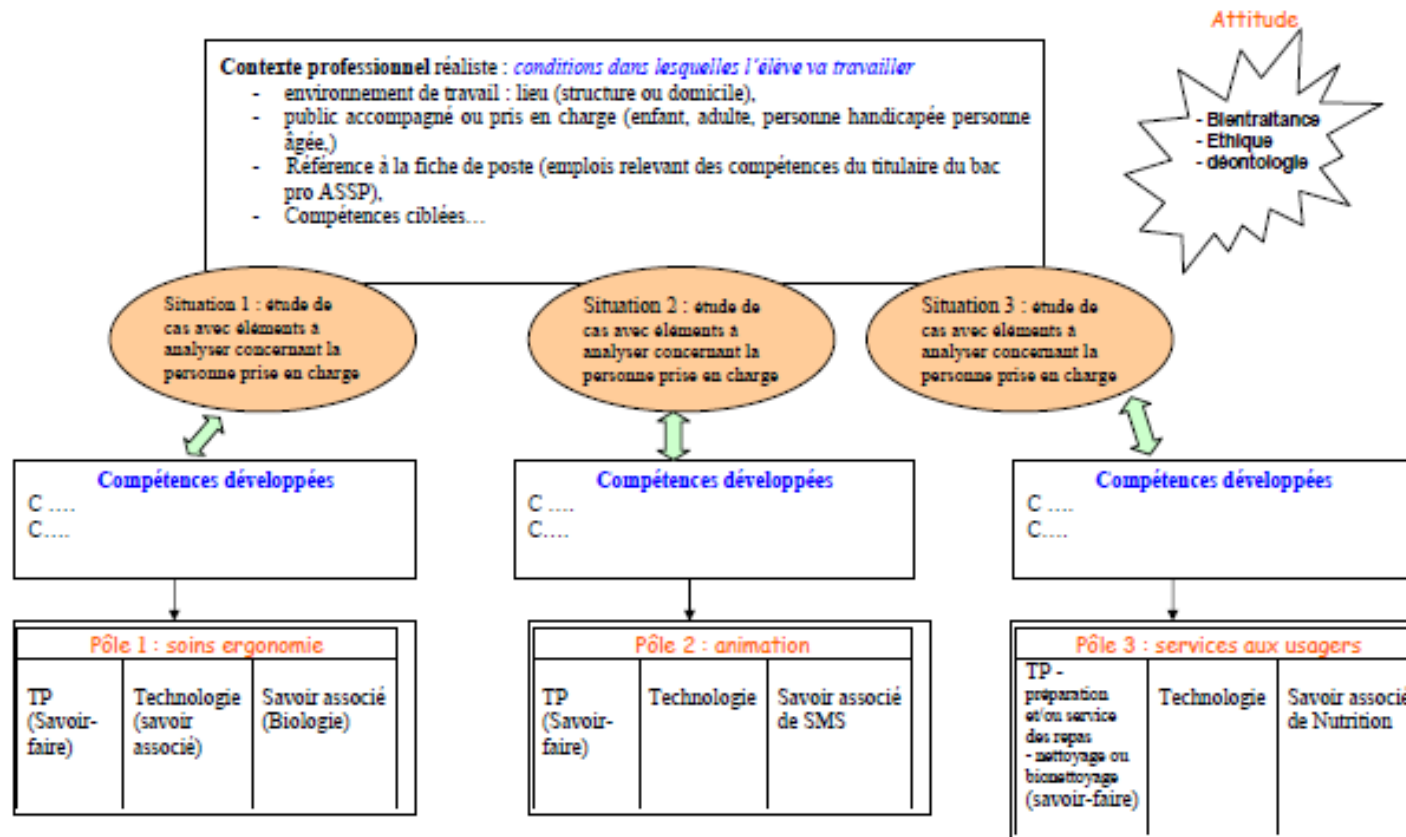 Attitude
- Bientraitance
- Ethique
- déontologie
Contexte professionnel réaliste : conditions dans lesquelles l'élève va travailler
- environnement de travail : lieu (structure ou domicile),
- public accompagné ou pris en charge (enfant, adulte, personne handicapée personne
âgée,)
- Référence à la fiche de poste (emplois relevant des compétences du titulaire du bac
pro ASSP),
- Compétences ciblées…
Situation 1 : étude de
cas avec éléments à
analyser concernant la
personne prise en charge
Situation 2 : étude de
cas avec éléments à
analyser concernant la
personne prise en charge
Situation 3 : étude de
cas avec éléments à
analyser concernant la
personne prise en charge
Compétences développées
C ….
C….
Compétences développées
C ….
C….
Compétences développées
C ….
C….
Pôle 1 : soins ergonomie
TP
(Savoir-
faire)
Technologie
(savoir
associé)
Savoir associé
(Biologie)
Pôle 2 : animation
TP
(Savoir-
faire)
Technologie
Savoir associé
de SMS
Pôle 3 : services aux usagers
TP -
préparation
et/ou service
des repas
- nettoyage ou
bionettoyage
(savoir-faire)
Technologie
Savoir associé
de Nutrition